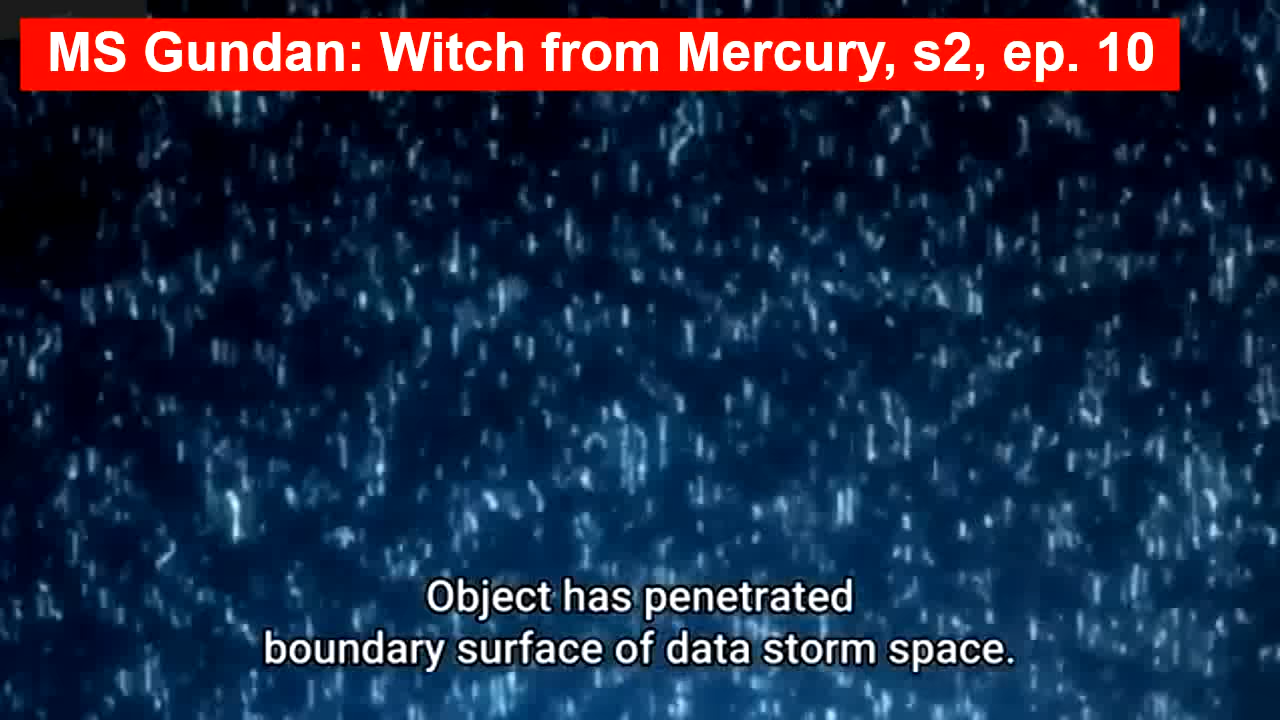 MS Gundan: Witch from Mercury, s2, ep. 10
Object has penetrated
boundary surface of data storm space.